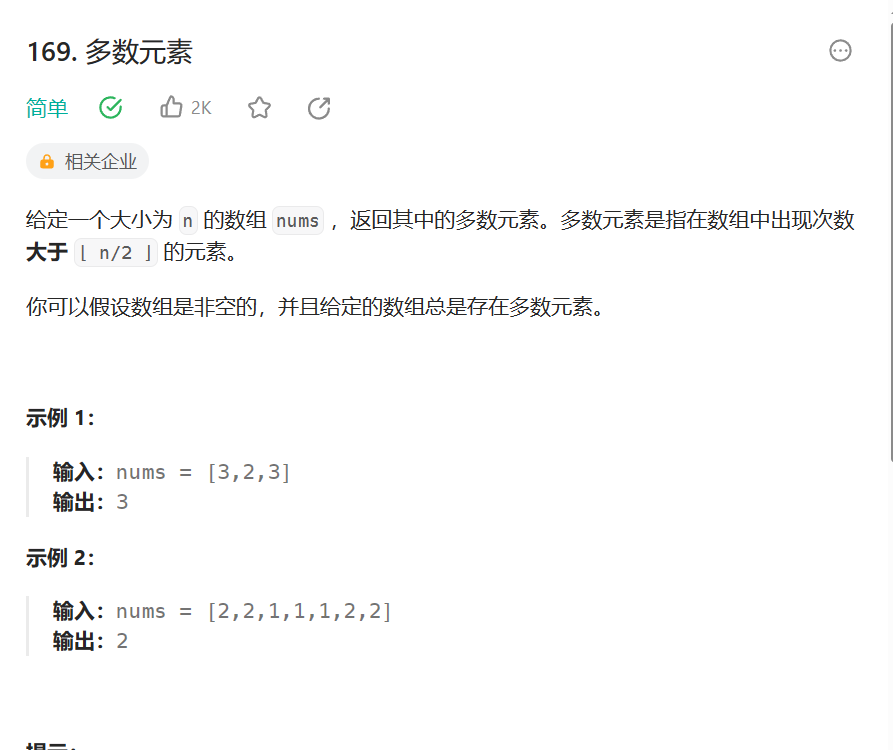 169. 多数元素
简单 2K
相关企业
给定一个大小为 n 的数组 nums ，返回其中的多数元素。多数元素是指在数组中出现次数
大于 ⌊ n/2 ⌋ 的元素。
你可以假设数组是非空的，并且给定的数组总是存在多数元素。
示例 1：
输入：nums = [3,2,3]
输出：3
示例 2：
输入：nums = [2,2,1,1,1,2,2]
输出：2